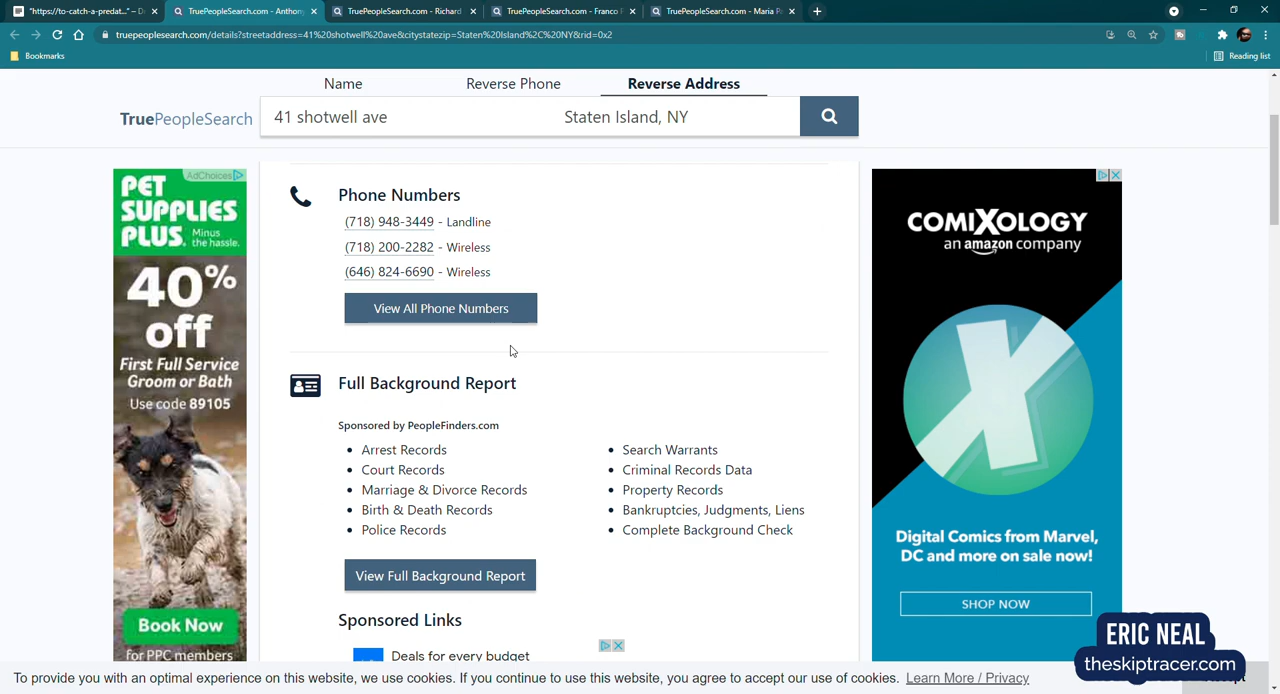 "to-catch-a-predat..." – D
TruePeopleSearch.com - Anthony
TruePeopleSearch.com - Richard
TruePeopleSearch.com - Franco F
TruePeopleSearch.com - Maria P
truepeoplesearch.com/details?streetaddress=41%20shotwell%20ave&citystatezip=Staten%20Island%2C%20NY&rid=0x2
Bookmarks
Reading list
Name
Reverse Phone
Reverse Address
TruePeopleSearch
41 shotwell ave
Staten Island, NY
AdChoices
PET
SUPPLIES
PLUS.
Minus
the hassle.
40%
off
First Full Service
Groom or Bath
Use code 89105
Book Now
for PPC members
Phone Numbers
(718) 948-3449 - Landline
(718) 200-2282 - Wireless
(646) 824-6690 - Wireless
View All Phone Numbers
Full Background Report
Sponsored by PeopleFinders.com
Arrest Records
Court Records
Marriage & Divorce Records
Birth & Death Records
Police Records
Search Warrants
Criminal Records Data
Property Records
Bankruptcies, Judgments, Liens
Complete Background Check
View Full Background Report
Sponsored Links
Deals for every budget
COMIXOLOGY
an amazon company
X
Digital Comics from Marvel,
DC and more on sale now!
SHOP NOW
ERIC NEAL
theskiptracer.com
To provide you with an optimal experience on this website, we use cookies. If you continue to use this website, you agree to accept our use of cookies. Learn More / Privacy